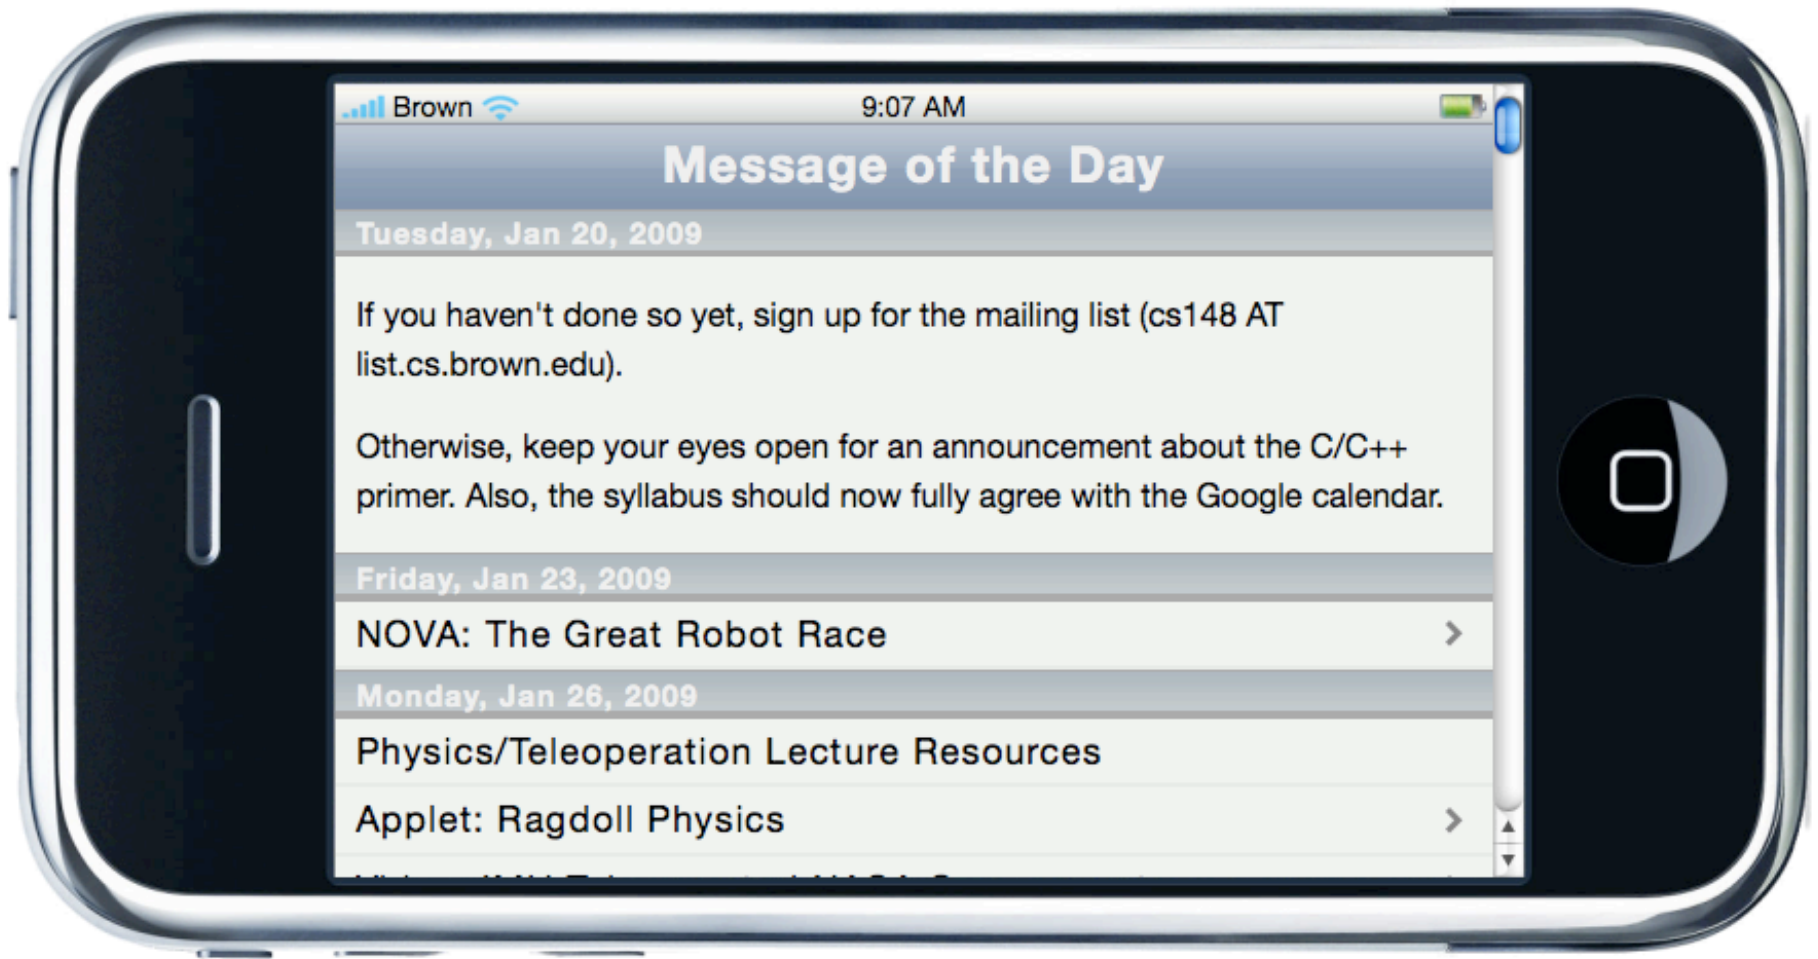 Brown
9:07 AM
Message of the Day
Tuesday, Jan 20, 2009
If you haven't done so yet, sign up for the mailing list (cs148 AT
list.cs.brown.edu).
Otherwise, keep your eyes open for an announcement about the C/C++
primer. Also, the syllabus should now fully agree with the Google calendar.
Friday, Jan 23, 2009
NOVA: The Great Robot Race
Monday, Jan 26, 2009
Physics/Teleoperation Lecture Resources
Applet: Ragdoll Physics